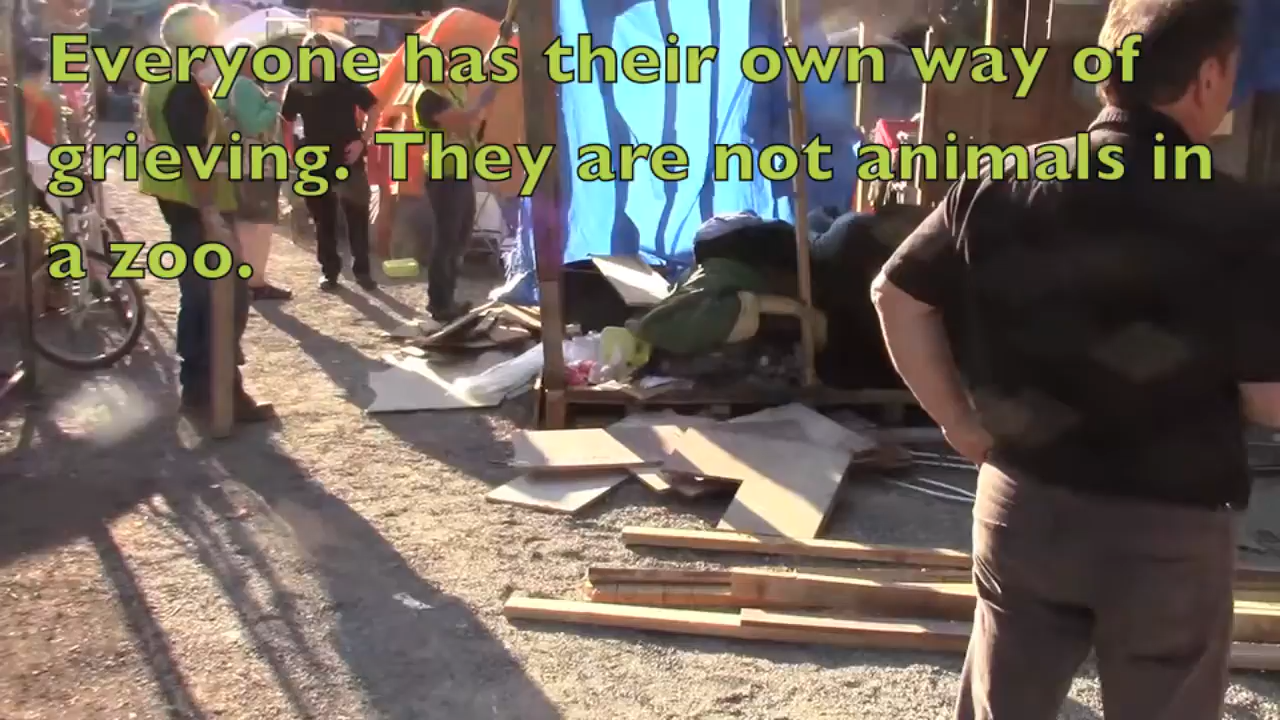 Everyone has their own way of
grieving. They are not animals in
a zoo.